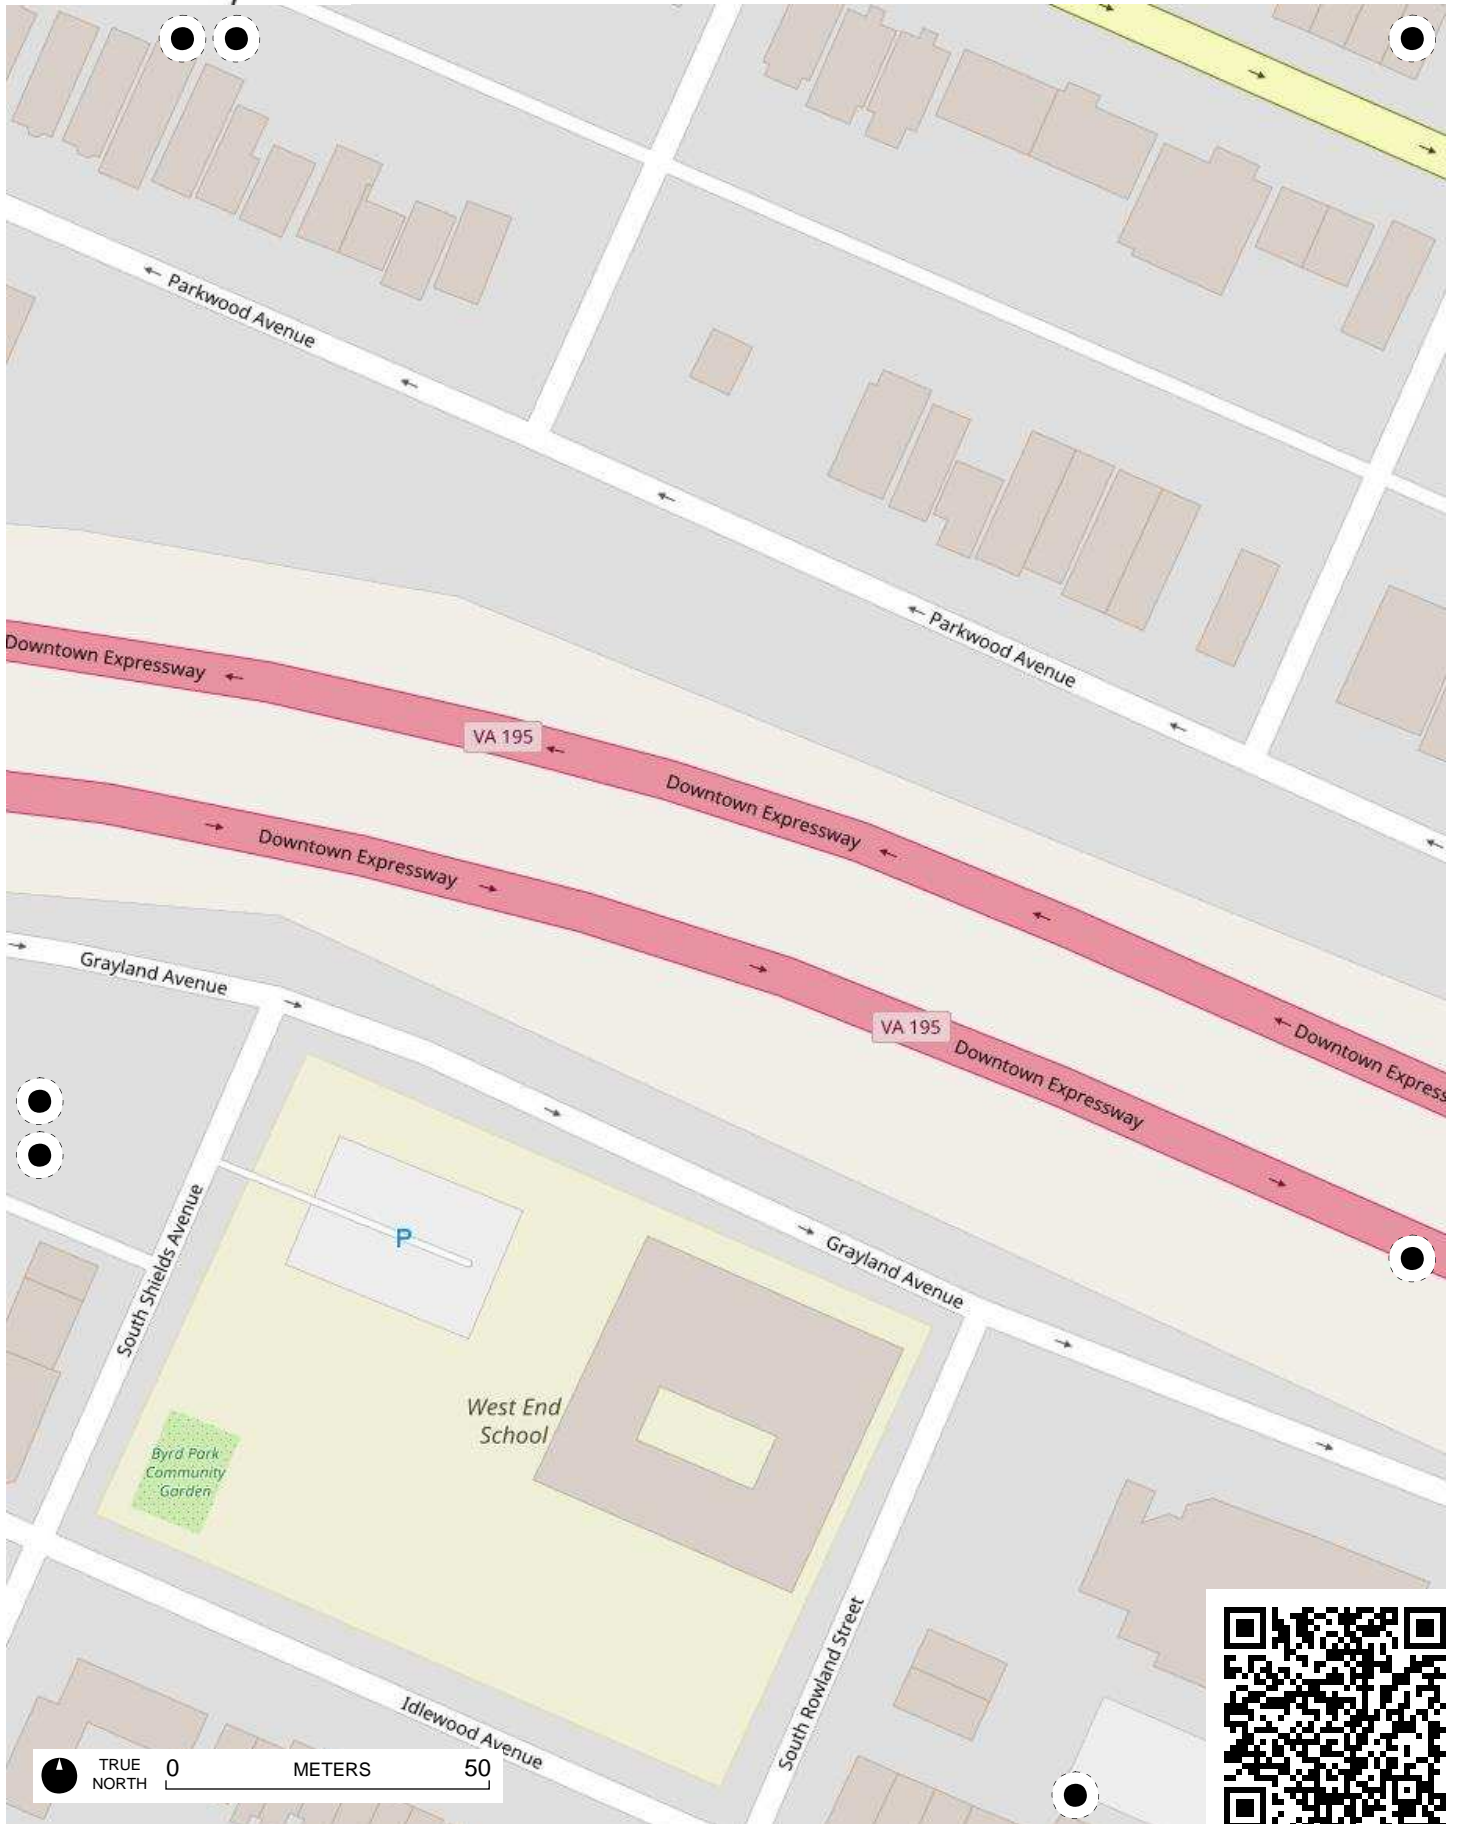 Parkwood Avenue
Parkwood Avenue
Downtown Expressway
VA 195
Downtown Expressway
Downtown Expressway
VA 195
Downtown Expressway
Downtown Express
Grayland Avenue
P
Grayland Avenue
South Shields Avenue
West End
School
Byrd Park
Community
Garden
South Rowland Street
Idlewood Avenue
TRUE
NORTH
0
METERS
50